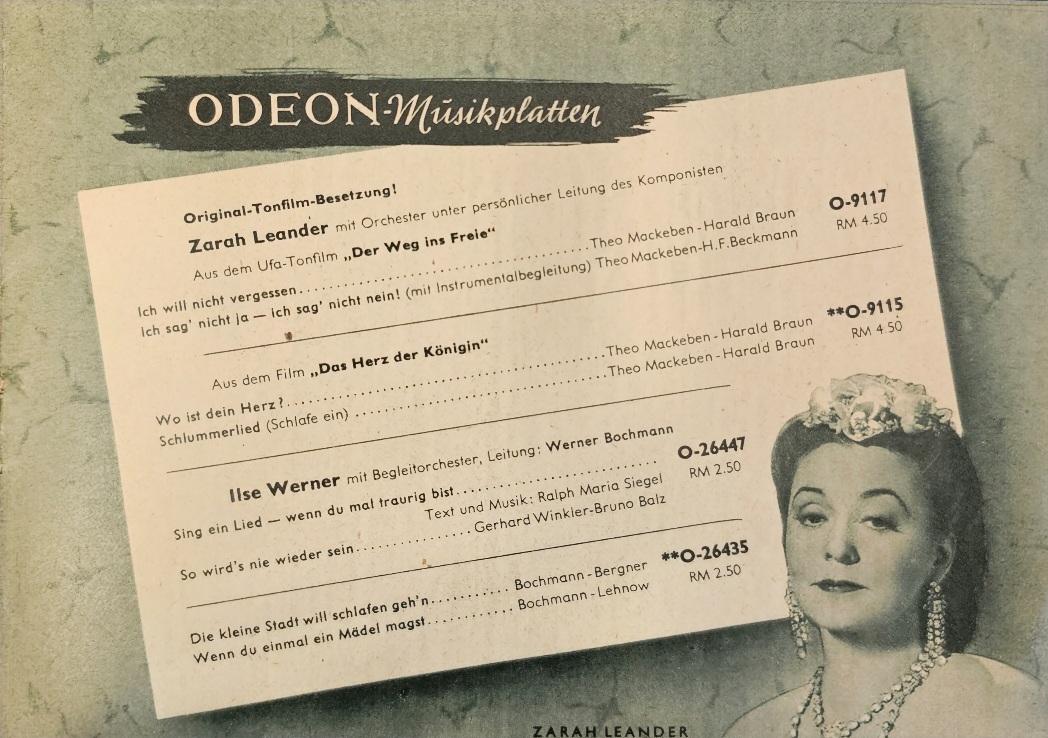 ODEON-Musikplatten
Original-Tonfilm-Besetzung!
Zarah Leander mit Orchester unter persönlicher Leitung des Komponisten
Aus dem Ufa-Tonfilm „Der Weg ins Freie“ O-9117
Ich will nicht vergessen..............................Theo Mackeben-Harald Braun RM 4.50
Ich sag' nicht ja — ich sag' nicht nein! (mit Instrumentalbegleitung) Theo Mackeben-H.F.Beckmann
Aus dem Film „Das Herz der Königin“ **O-9115
Wo ist dein Herz?..............................Theo Mackeben-Harald Braun RM 4.50
Schlummerlied (Schlafe ein)..............................Theo Mackeben-Harald Braun
Ilse Werner mit Begleitorchester, Leitung: Werner Bochmann
Sing ein Lied — wenn du mal traurig bist.............................. O-26447
Text und Musik: Ralph Maria Siegel RM 2.50
So wird's nie wieder sein.................Gerhard Winkler-Bruno Balz
Die kleine Stadt will schlafen geh'n...........Bochmann-Bergner **O-26435
Wenn du einmal ein Mädel magst............Bochmann-Lehnow RM 2.50
ZARAH LEANDER